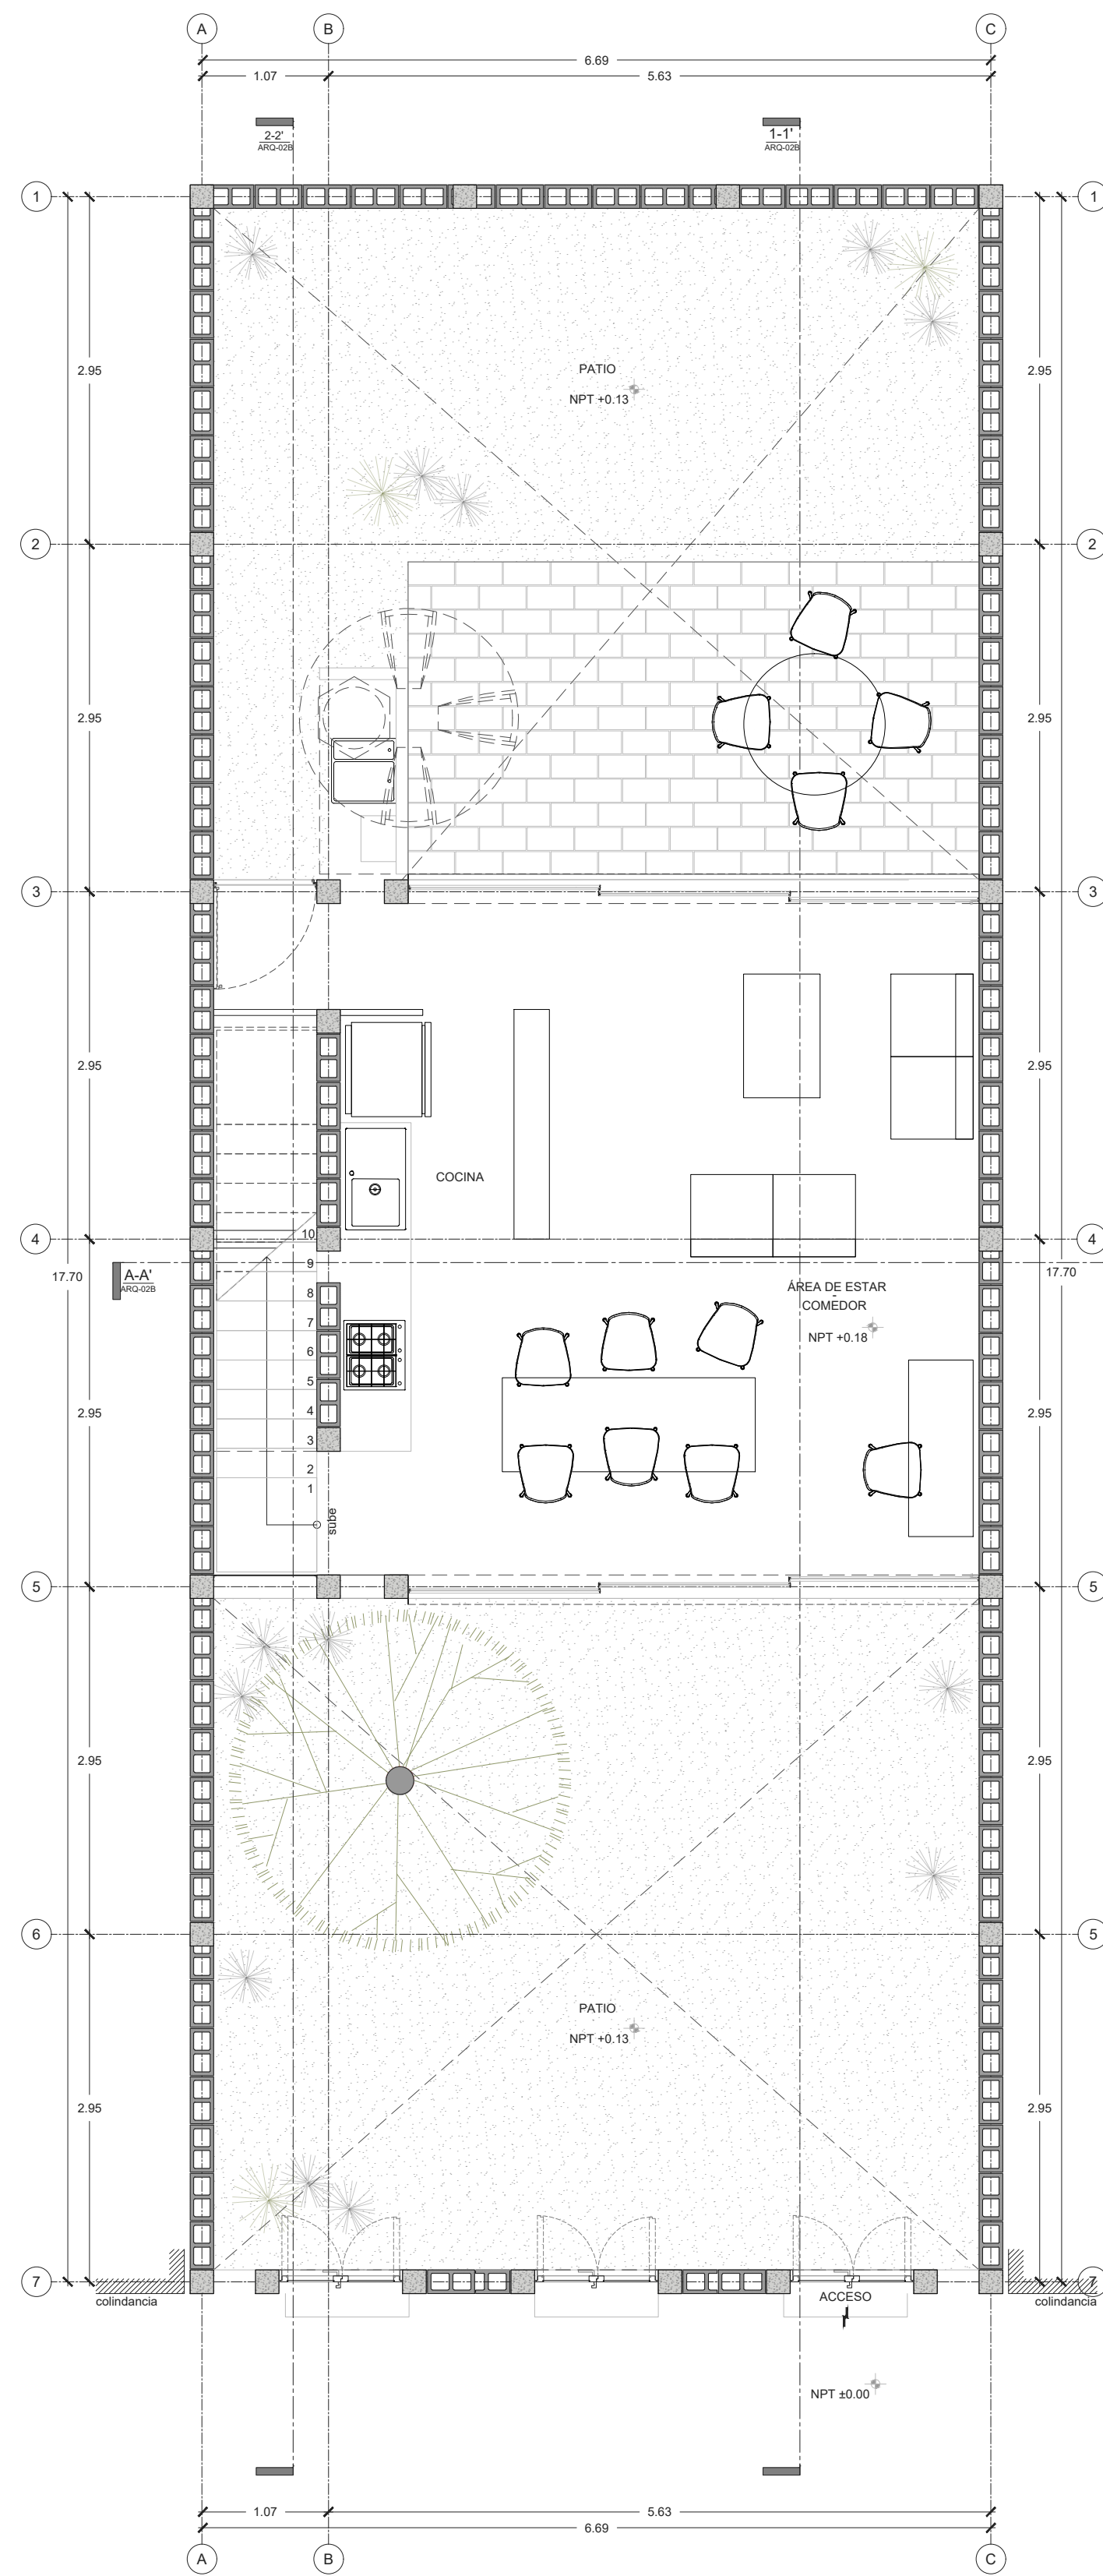 A B C
6.69
1.07 5.63
2-2' 1-1'
ARQ-02B ARQ-02B
1 1
PATIO
2.95 2.95
NPT +0.13
2 2
2.95 2.95
3 3
2.95 2.95
COCINA
10
4 4
9
17.70 17.70
A-A'
ARQ-02B
ÁREA DE ESTAR
8
-
COMEDOR
7
NPT +0.18
6
5
4
2.95 2.95
3
2
1
sube
5 5
2.95 2.95
6 5
PATIO
NPT +0.13
2.95 2.95
7 7
ACCESO
colindancia colindancia
NPT ±0.00
1.07 5.63
6.69
A B C